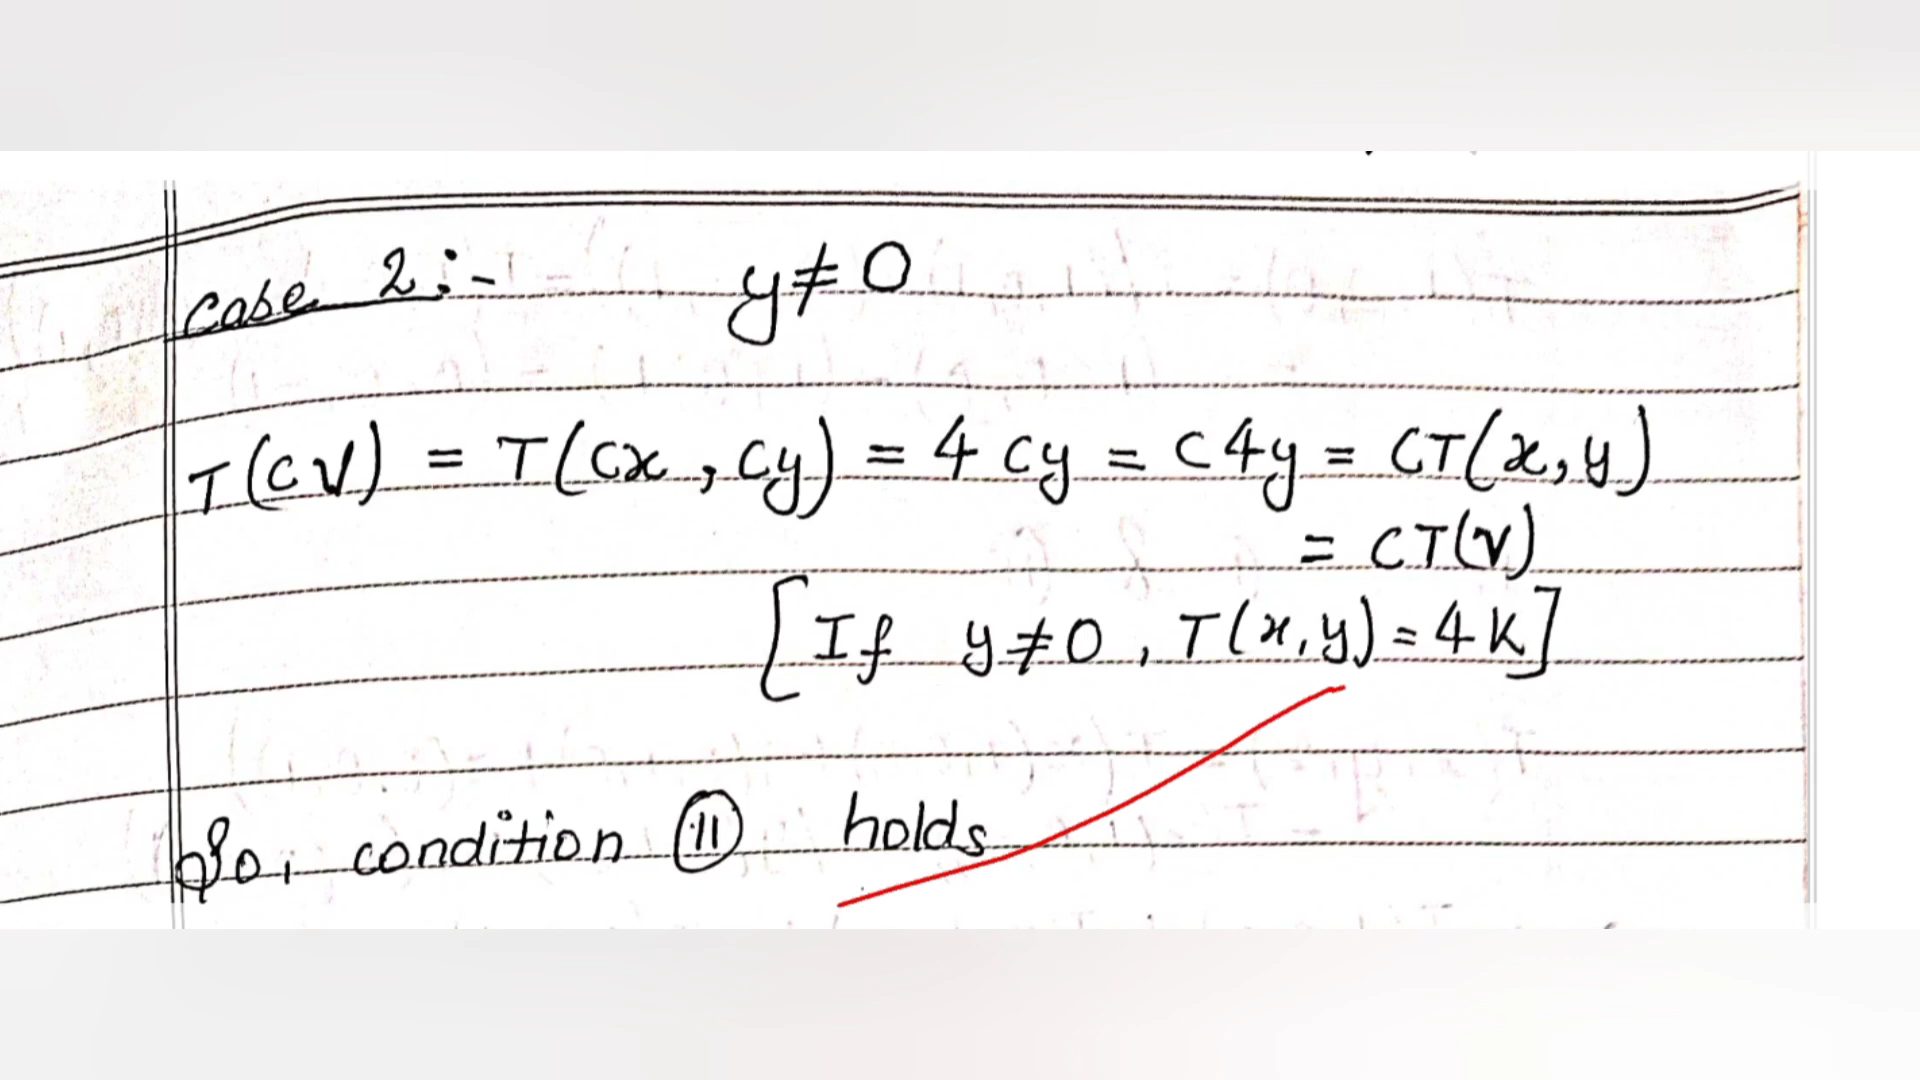 case 2:- y≠0
T(cv) = T(cx, cy) = 4cy = c4y = cT(x, y)
= cT(v)
[If y≠0, T(x,y)=4k]
So, condition (II) holds